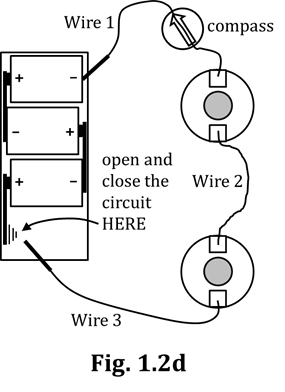 Wire 1
compass
+ -
- +
+ -
open and
close the
circuit
HERE
Wire 2
Wire 3
Fig. 1.2d